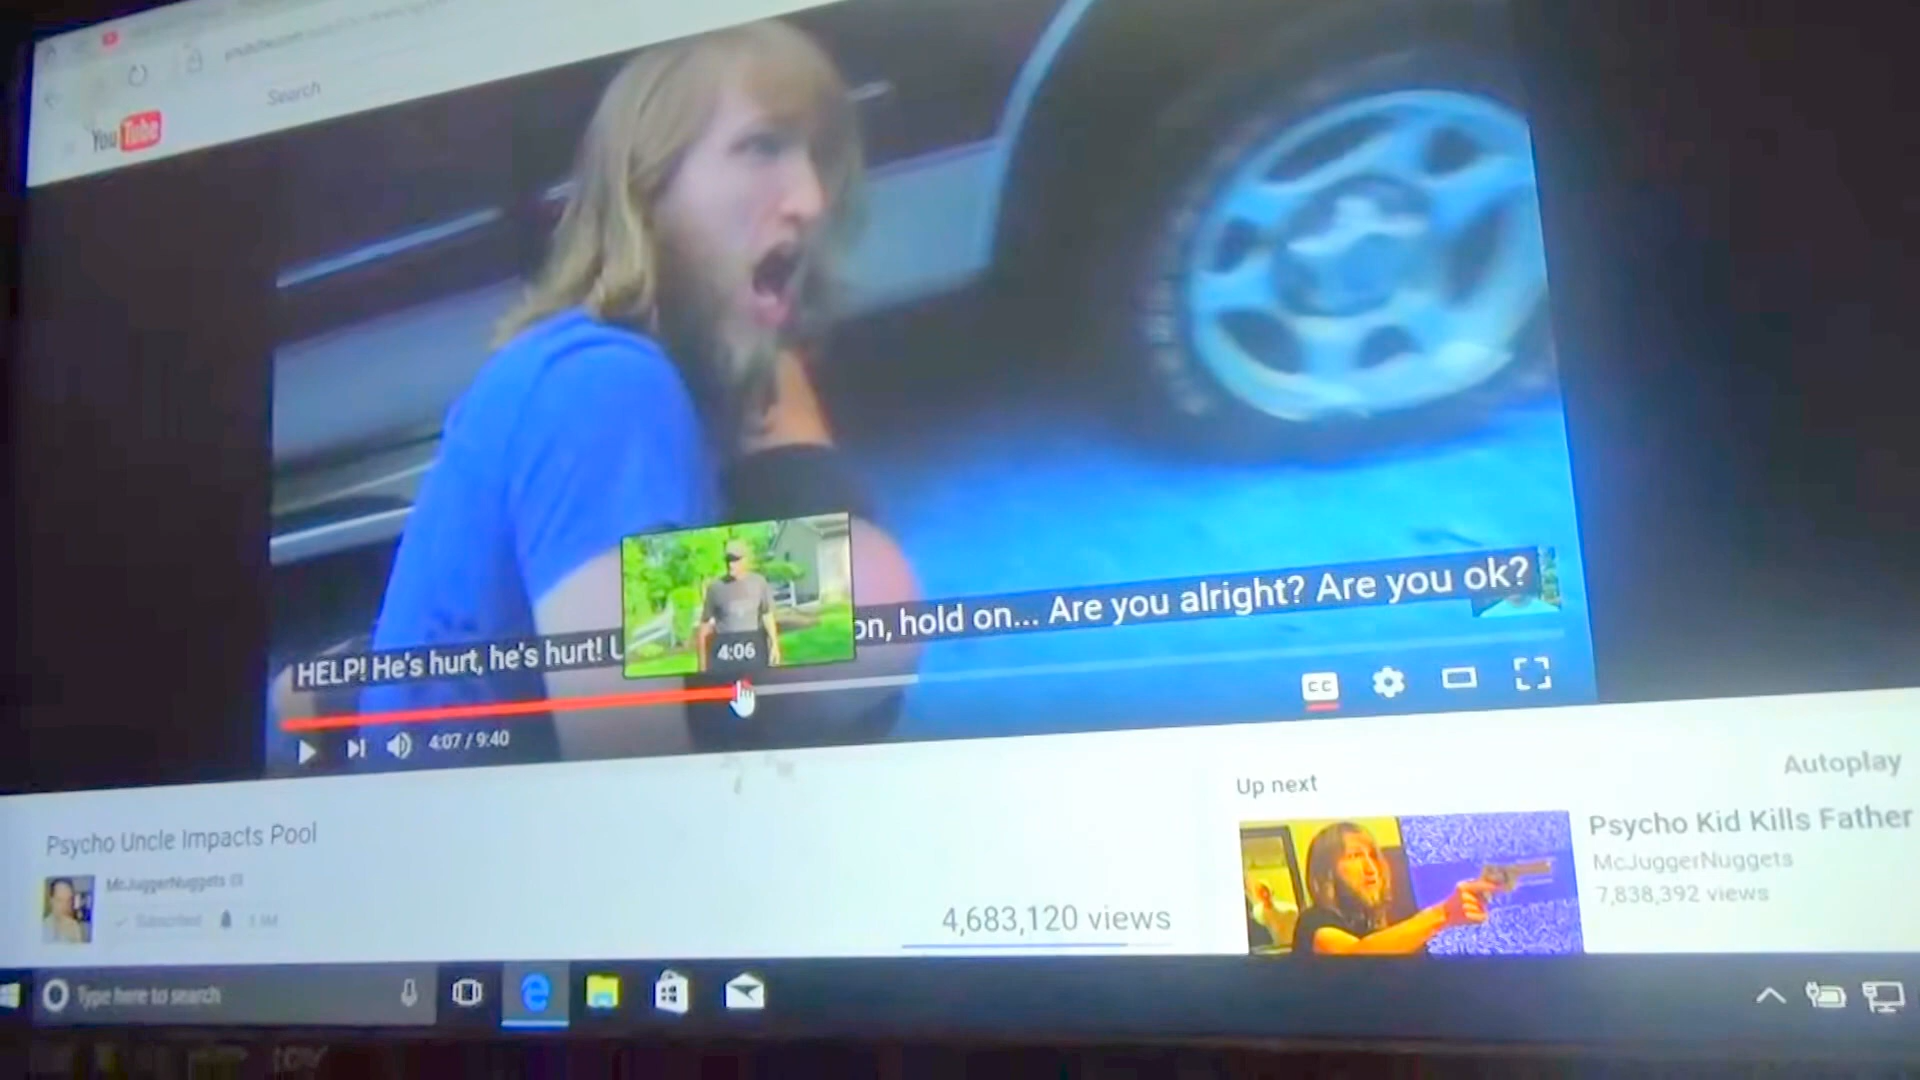 YouTube
Search
HELP! He's hurt, he's hurt! U
on, hold on... Are you alright? Are you ok?
4:06
4:07 / 9:40
CC
Psycho Uncle Impacts Pool
McJuggerNuggets
Subscribed
4,683,120 views
Up next
Autoplay
Psycho Kid Kills Father
McJuggerNuggets
7,838,392 views
Type here to search